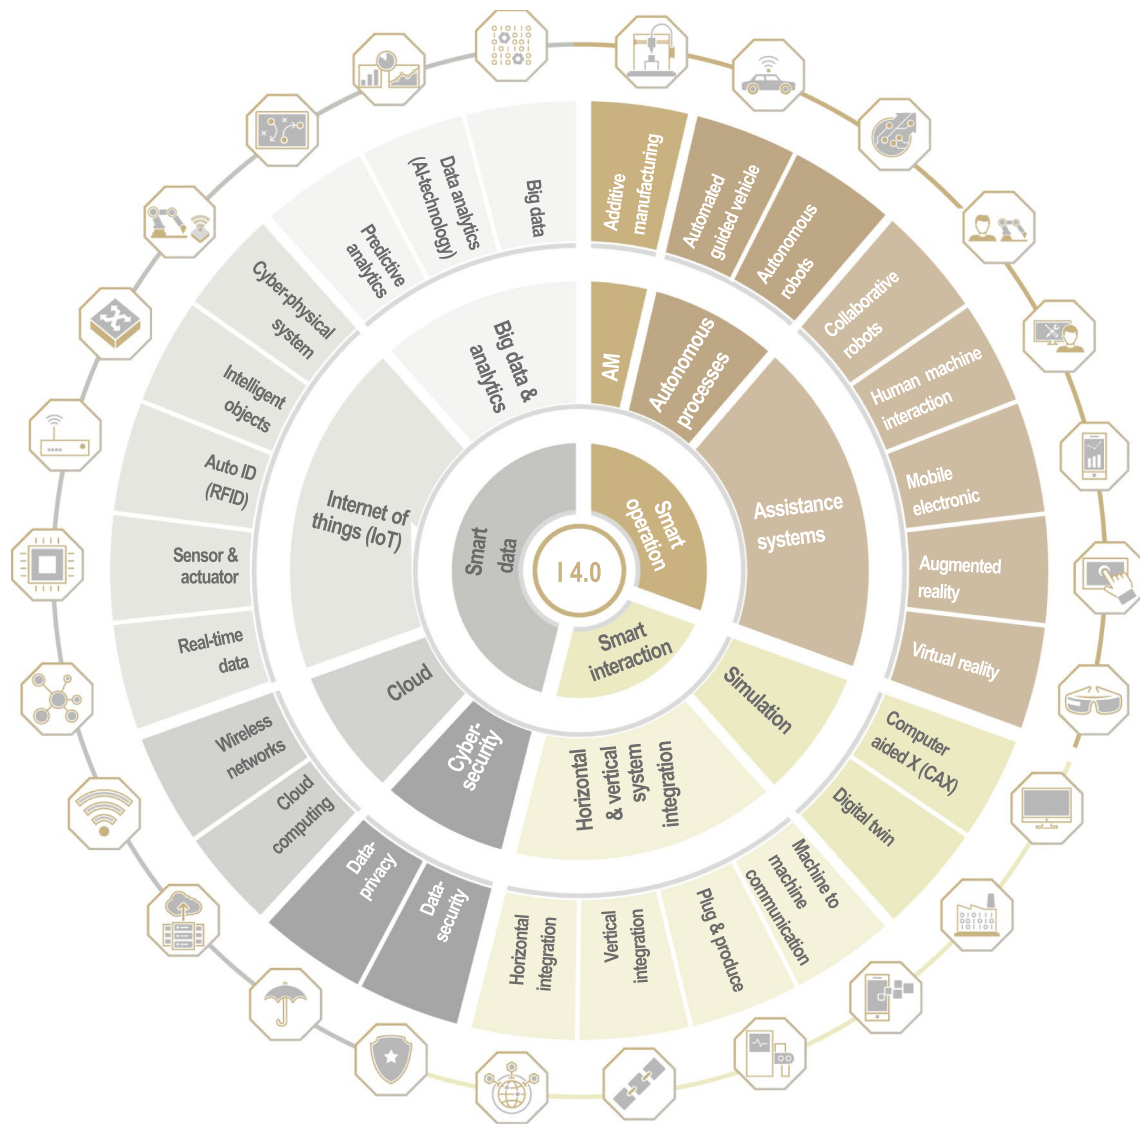 I 4.0
Smart
operation
Smart
interaction
Smart
data
AM
Autonomous
processes
Assistance
systems
Simulation
Horizontal
& vertical
system
integration
Cyber-
security
Cloud
Internet of
things (IoT)
Big data &
analytics
Additive
manufacturing
Automated
guided vehicle
Autonomous
robots
Collaborative
robots
Human machine
interaction
Mobile
electronic
Augmented
reality
Virtual reality
Computer
aided X (CAX)
Digital twin
Machine to
machine
communication
Plug & produce
Vertical
integration
Horizontal
integration
Data-
security
Data-
privacy
Cloud
computing
Wireless
networks
Real-time
data
Sensor &
actuator
Auto ID
(RFID)
Intelligent
objects
Cyber-physical
system
Predictive
analytics
Data analytics
(AI-technology)
Big data